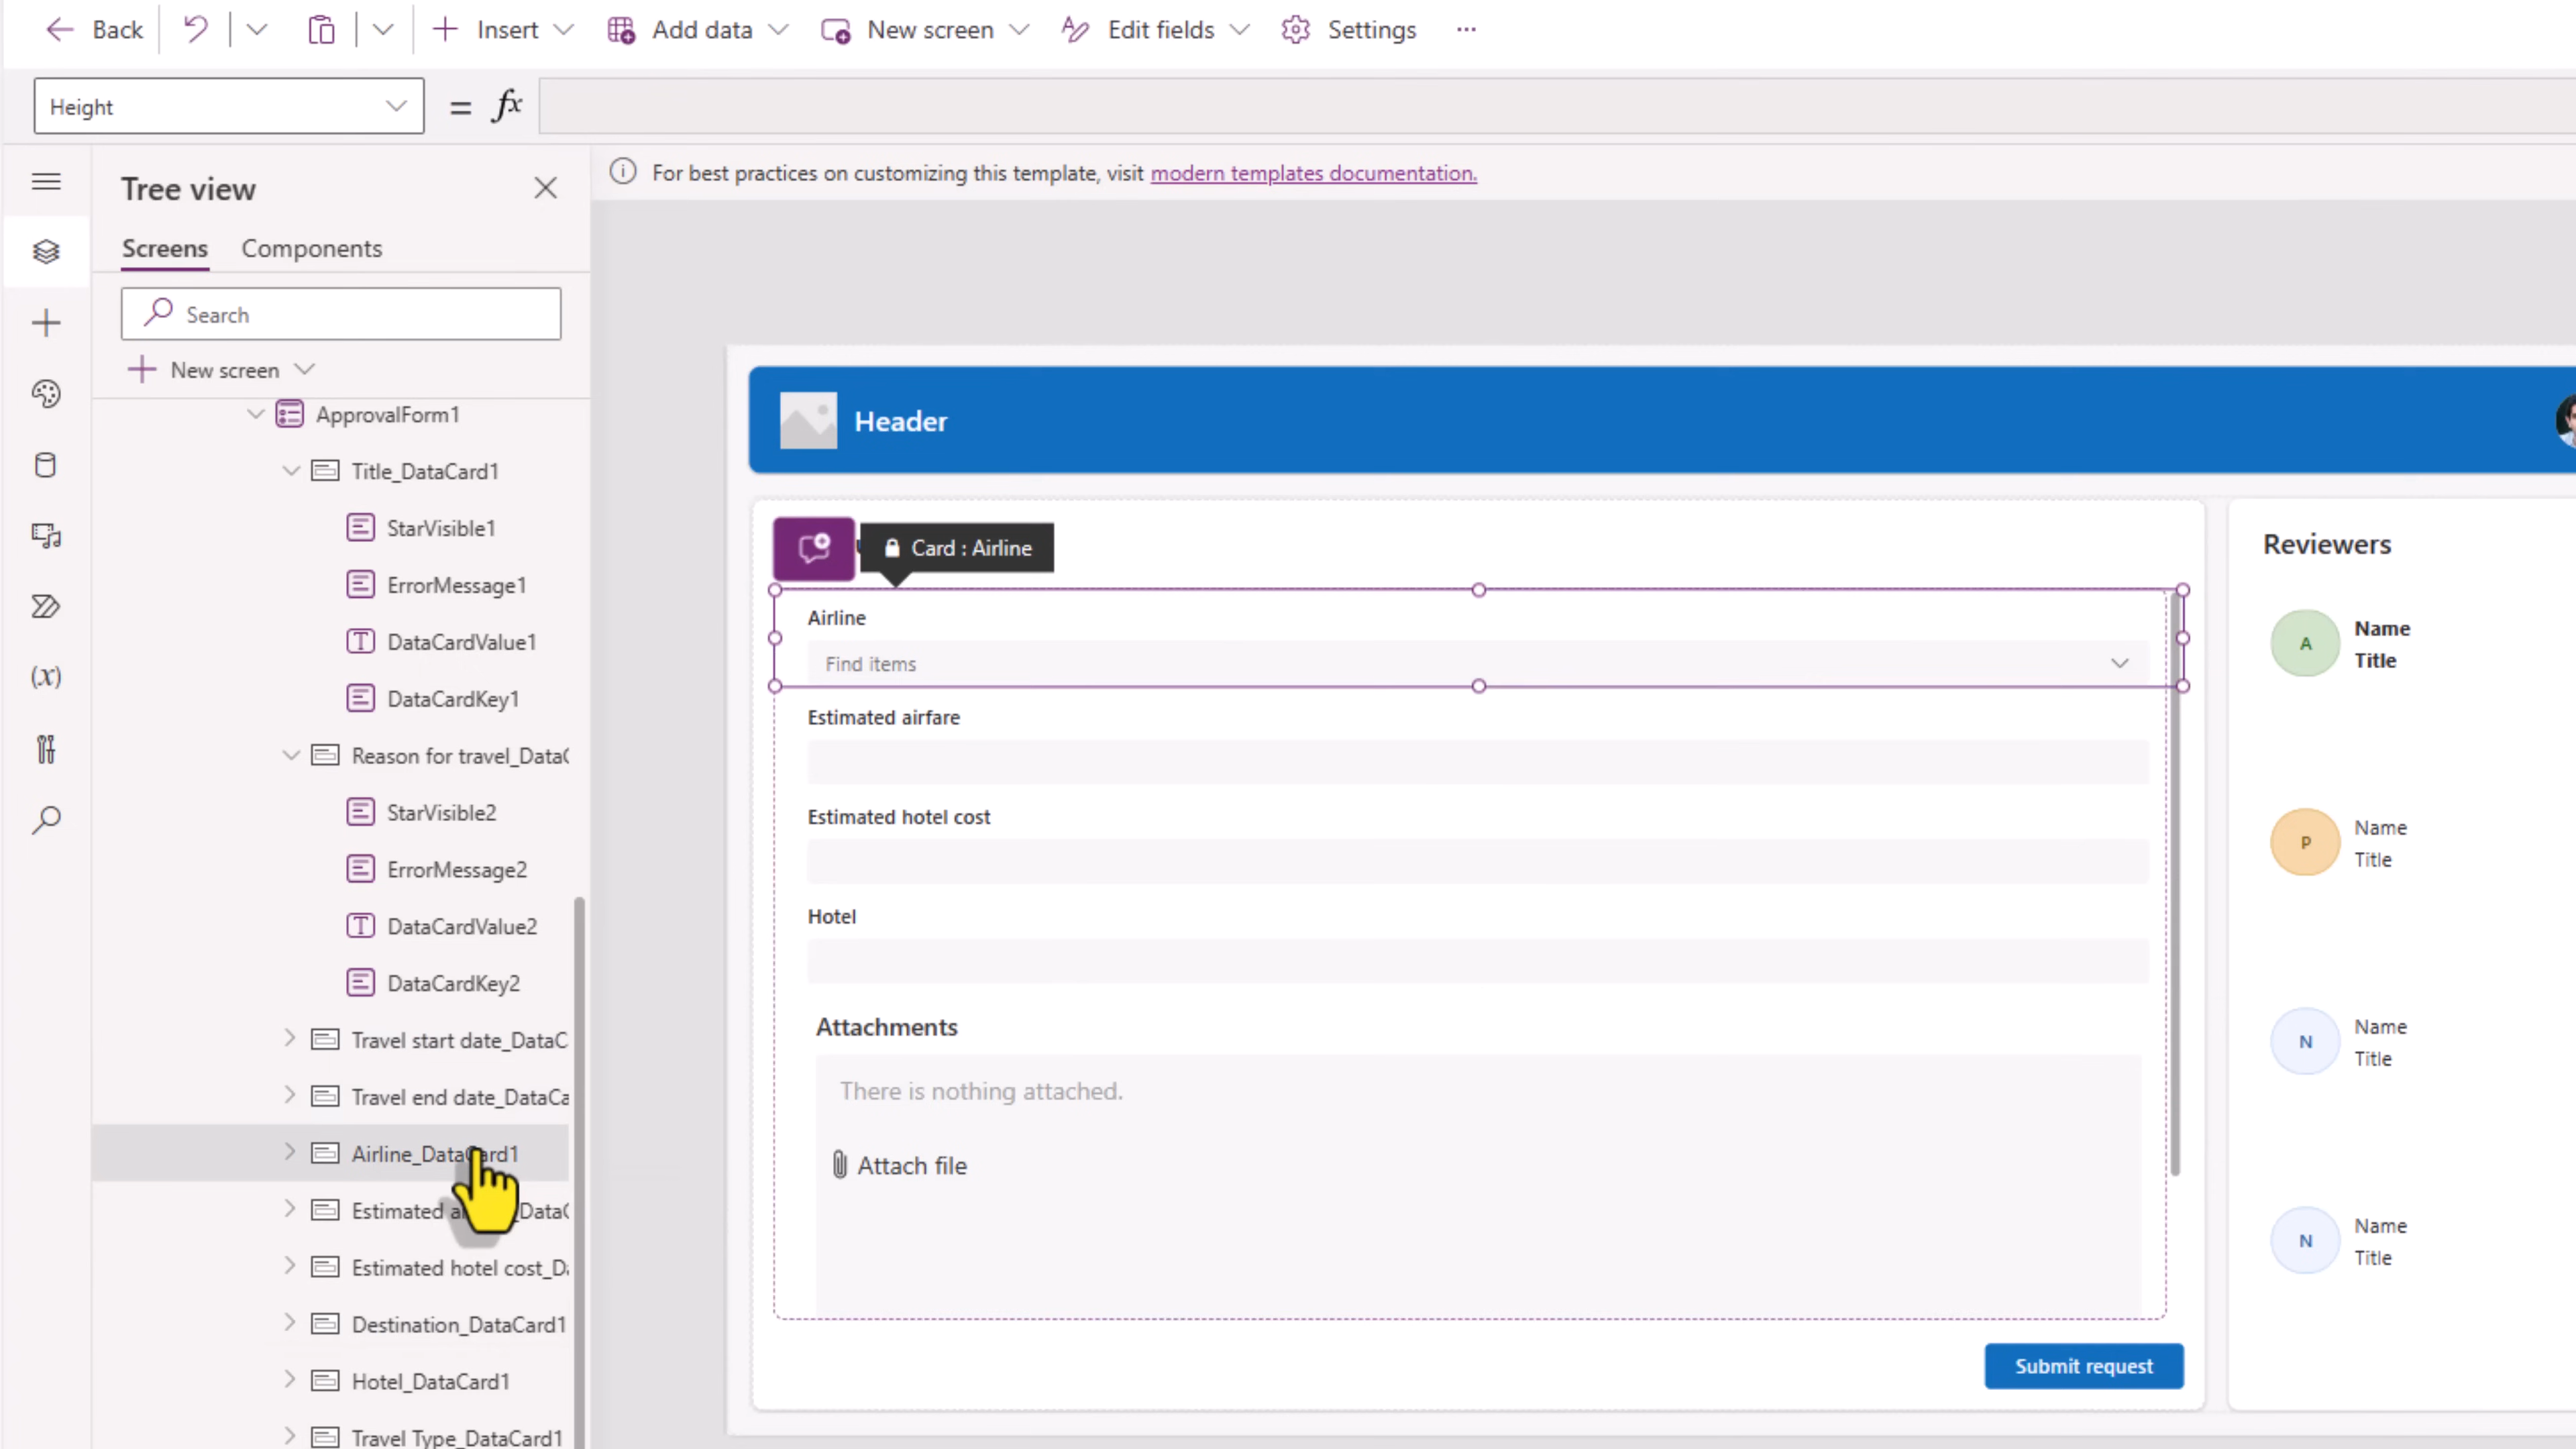 Back
Insert
Add data
New screen
Edit fields
Settings
...
Height
= fx
For best practices on customizing this template, visit modern templates documentation.
Tree view
Screens
Components
Search
New screen
ApprovalForm1
Title_DataCard1
StarVisible1
ErrorMessage1
DataCardValue1
DataCardKey1
Reason for travel_Data
StarVisible2
ErrorMessage2
DataCardValue2
DataCardKey2
Travel start date_DataC
Travel end date_DataCa
Airline_DataCard1
Estimated
Estimated hotel cost_Da
Destination_DataCard1
Hotel_DataCard1
Travel Type_DataCard1
(x)
Header
Card : Airline
Airline
Find items
Estimated airfare
Estimated hotel cost
Hotel
Attachments
There is nothing attached.
Attach file
Submit request
Reviewers
A
Name
Title
P
Name
Title
N
Name
Title
N
Name
Title